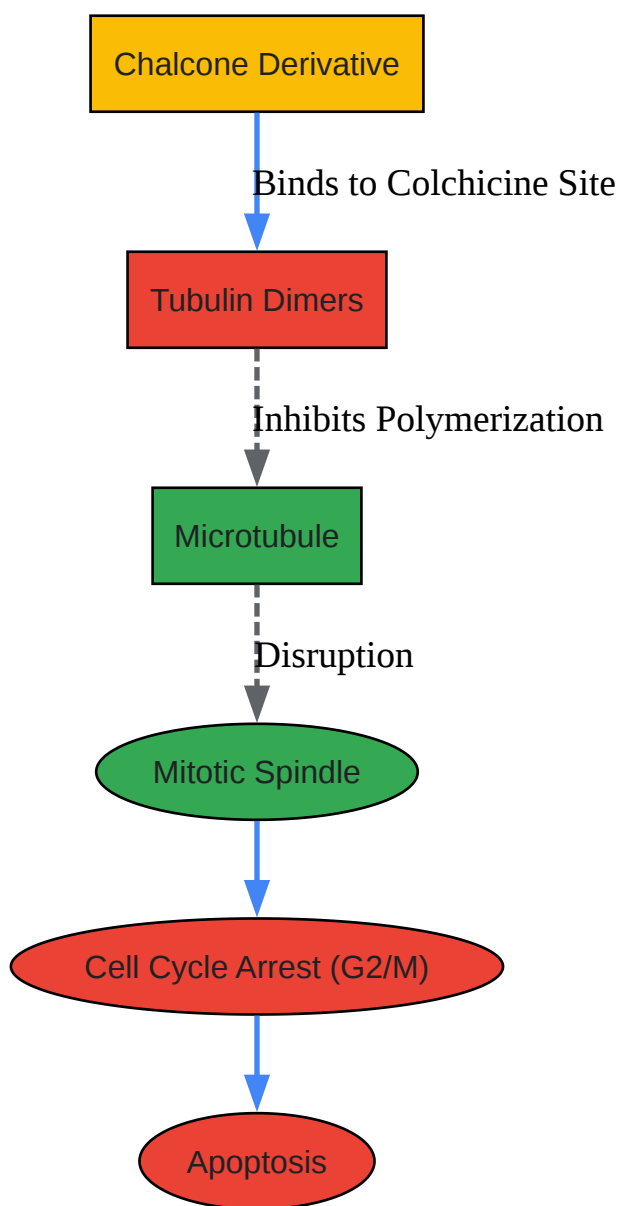 Chalcone Derivative
Binds to Colchicine Site
Tubulin Dimers
Inhibits Polymerization
Microtubule
Disruption
Mitotic Spindle
Cell Cycle Arrest (G2/M)
Apoptosis